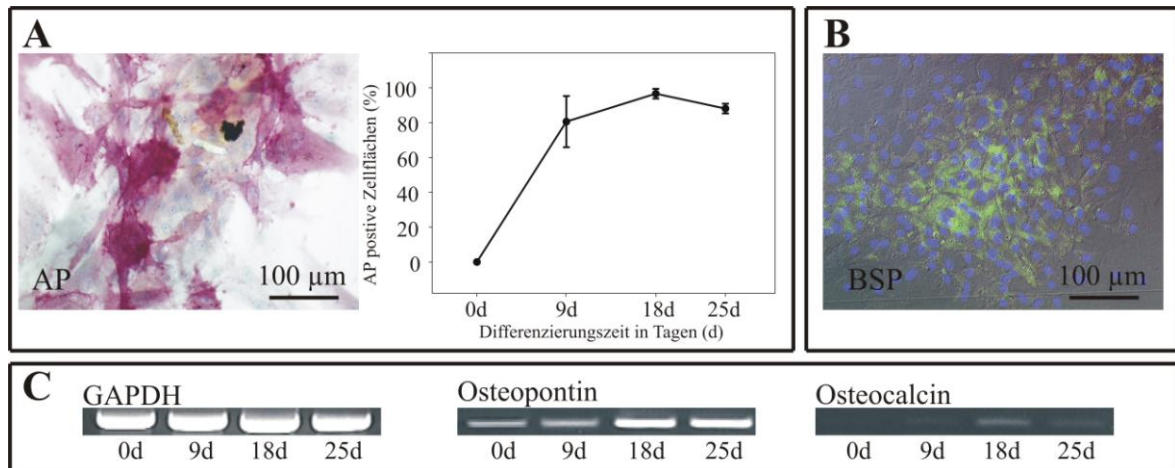 A
AP
100 µm
AP postive Zellflächen (%)
100
80
60
40
20
0
0d 9d 18d 25d
Differenzierungszeit in Tagen (d)
B
BSP
100 µm
C
GAPDH
0d 9d 18d 25d
Osteopontin
0d 9d 18d 25d
Osteocalcin
0d 9d 18d 25d